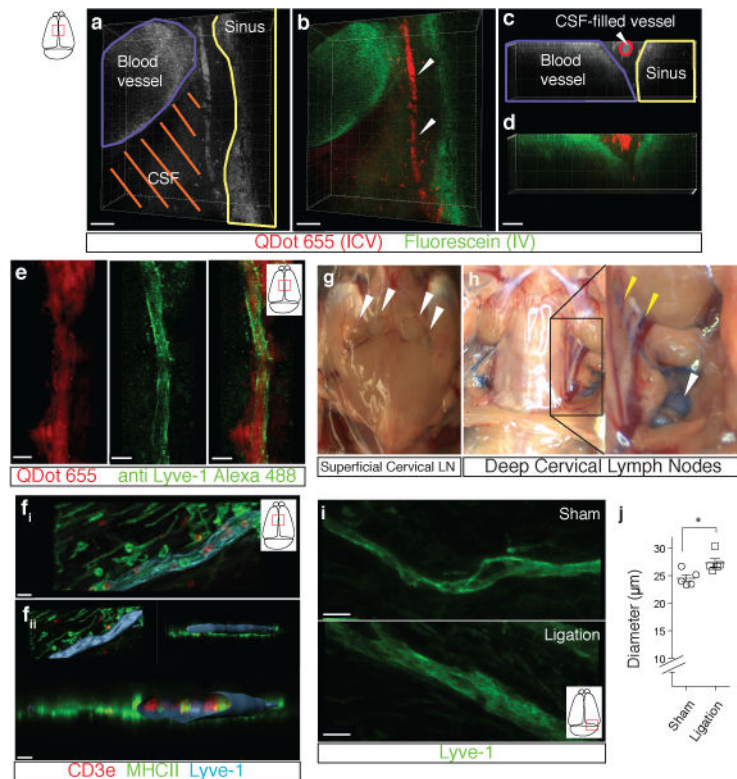 a
Sinus
Blood
vessel
CSF
b
c
CSF-filled vessel
Blood
vessel
Sinus
d
QDot 655 (ICV) Fluorescein (IV)
e
QDot 655 anti Lyve-1 Alexa 488
g
Superficial Cervical LN
h
Deep Cervical Lymph Nodes
fi
fii
CD3e MHCII Lyve-1
i
Sham
Ligation
Lyve-1
j
*
Diameter (µm)
30
25
20
15
10
Sham
Ligation